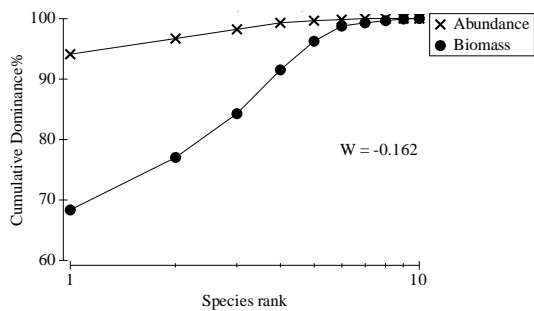 100
90
80
70
60
Cumulative Dominance%
Abundance
Biomass
W = -0.162
1
10
Species rank